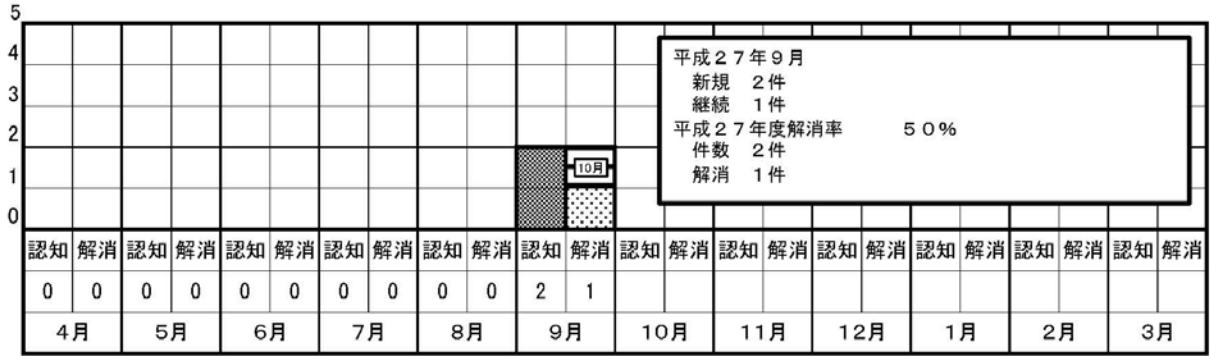 5
4
3
2
1
0
平成27年9月
新規 2件
継続 1件
平成27年度解消率 50%
件数 2件
解消 1件
10月
認知 解消 認知 解消 認知 解消 認知 解消 認知 解消 認知 解消 認知 解消 認知 解消 認知 解消 認知 解消 認知 解消 認知 解消
0 0 0 0 0 0 0 0 0 0 2 1
4月 5月 6月 7月 8月 9月 10月 11月 12月 1月 2月 3月